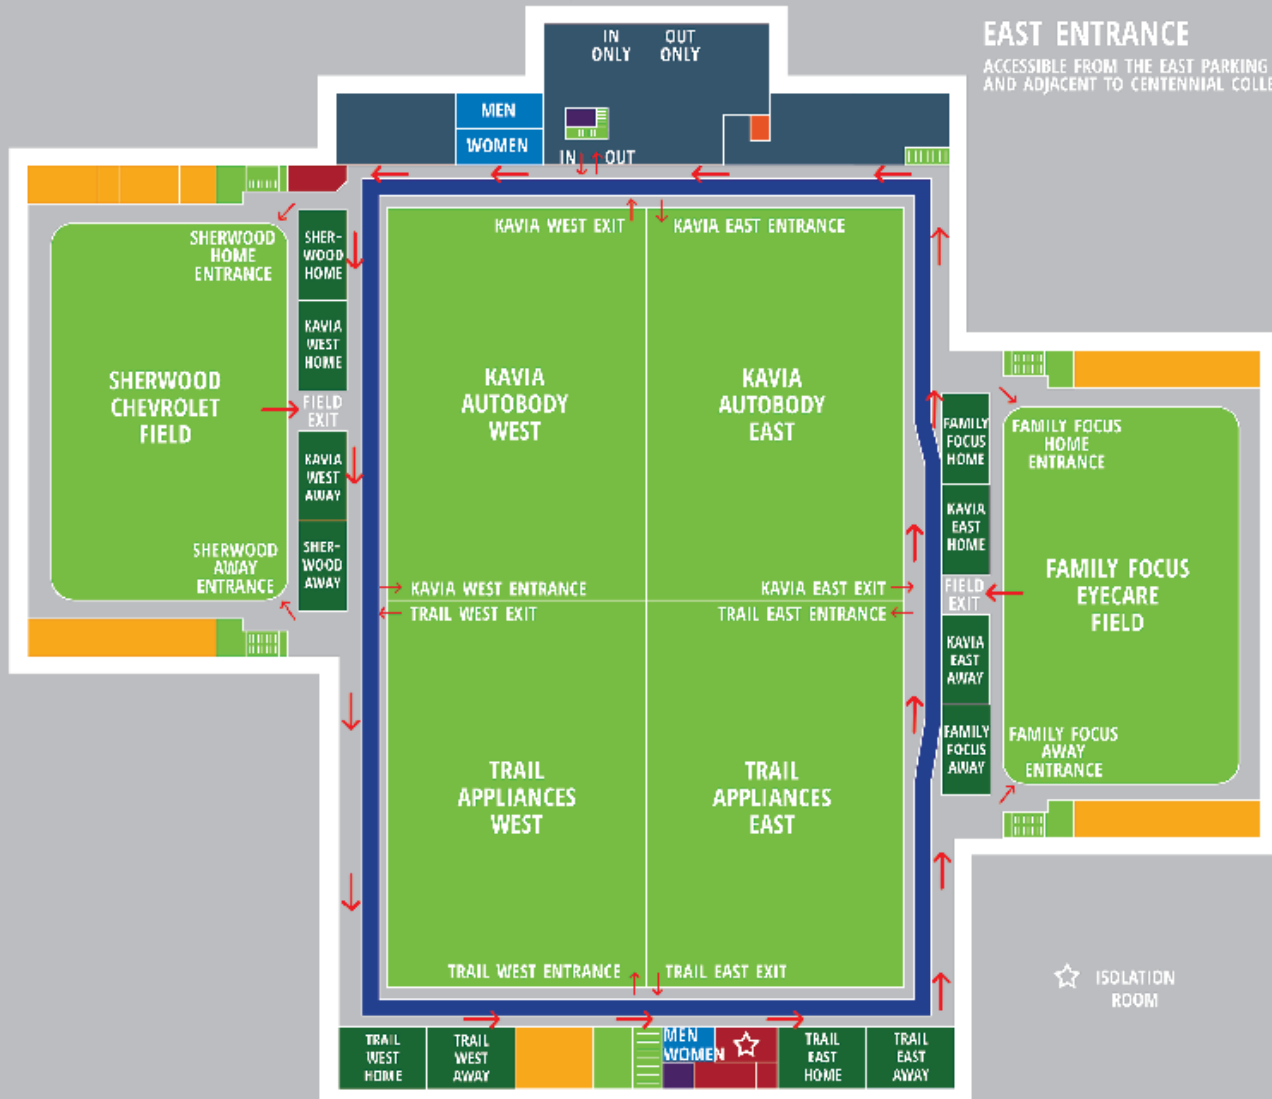 IN
ONLY
OUT
ONLY
EAST ENTRANCE
ACCESSIBLE FROM THE EAST PARKING
AND ADJACENT TO CENTENNIAL
MEN
WOMEN
IN
OUT
KAVIA WEST EXIT
KAVIA EAST ENTRANCE
SHERWOOD
HOME
ENTRANCE
SHER-
WOOD
HOME
KAVIA
WEST
HOME
SHERWOOD
CHEVROLET
FIELD
FIELD
EXIT
KAVIA
AUTOBODY
WEST
KAVIA
AUTOBODY
EAST
FAMILY
FOCUS
HOME
FAMILY FOCUS
HOME
ENTRANCE
KAVIA
WEST
AWAY
KAVIA
EAST
HOME
SHERWOOD
AWAY
ENTRANCE
SHER-
WOOD
AWAY
KAVIA WEST ENTRANCE
KAVIA EAST EXIT
TRAIL WEST EXIT
TRAIL EAST ENTRANCE
FIELD
EXIT
FAMILY FOCUS
EYECARE
FIELD
KAVIA
EAST
AWAY
FAMILY
FOCUS
AWAY
FAMILY FOCUS
AWAY
ENTRANCE
TRAIL
APPLIANCES
WEST
TRAIL
APPLIANCES
EAST
TRAIL WEST ENTRANCE
TRAIL EAST EXIT
ISOLATION
ROOM
TRAIL
WEST
HOME
TRAIL
WEST
AWAY
MEN
WOMEN
TRAIL
EAST
HOME
TRAIL
EAST
AWAY